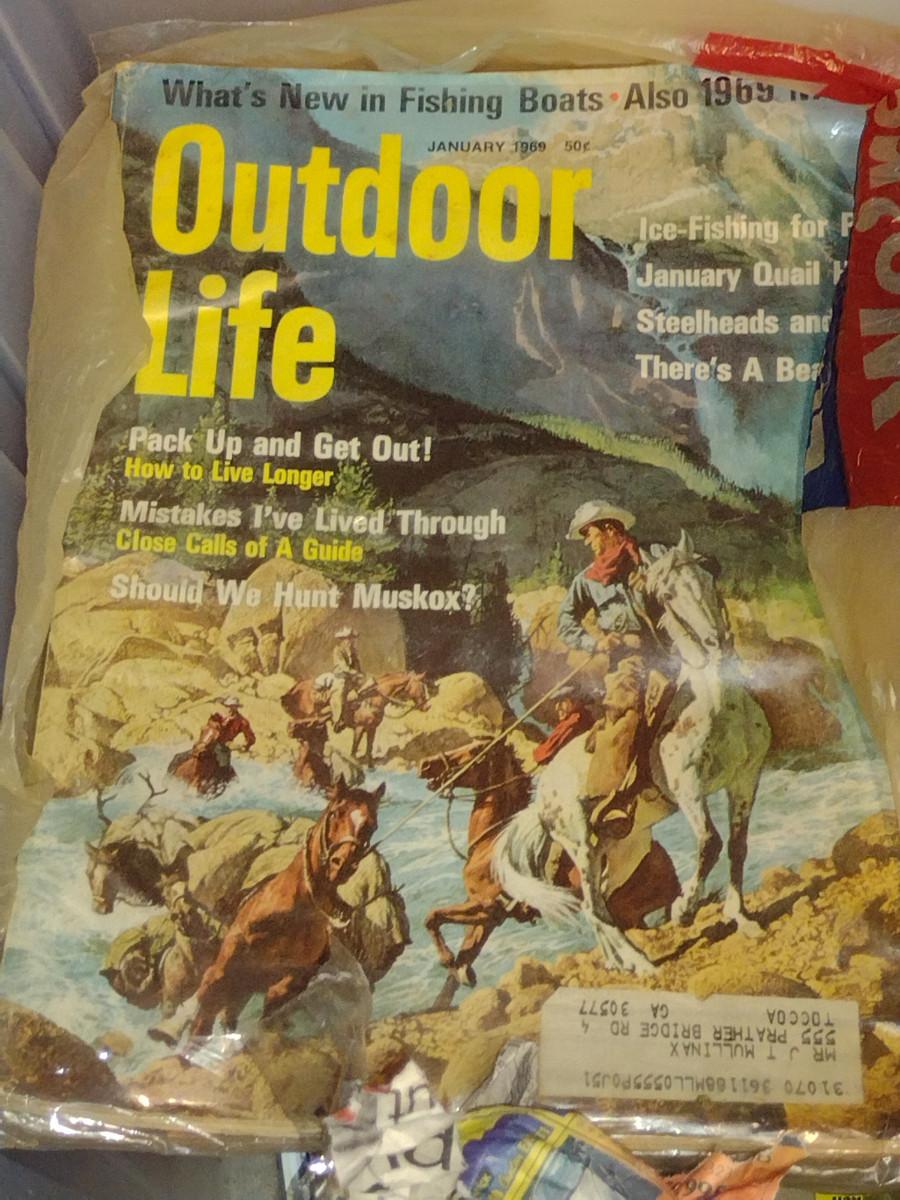 What's New in Fishing Boats • Also 1969
JANUARY 1969 50¢
Outdoor
Life
Ice-Fishing for
January Quail
Steelheads and
There's A
Pack Up and Get Out!
How to Live Longer
Mistakes I've Lived Through
Close Calls of A Guide
Should We Hunt Muskox?
31070 361188MLL0555P0J51
MR J T MULLINAX
555 PRATHER BRIDGE RD 4
TOCCOA GA 30577